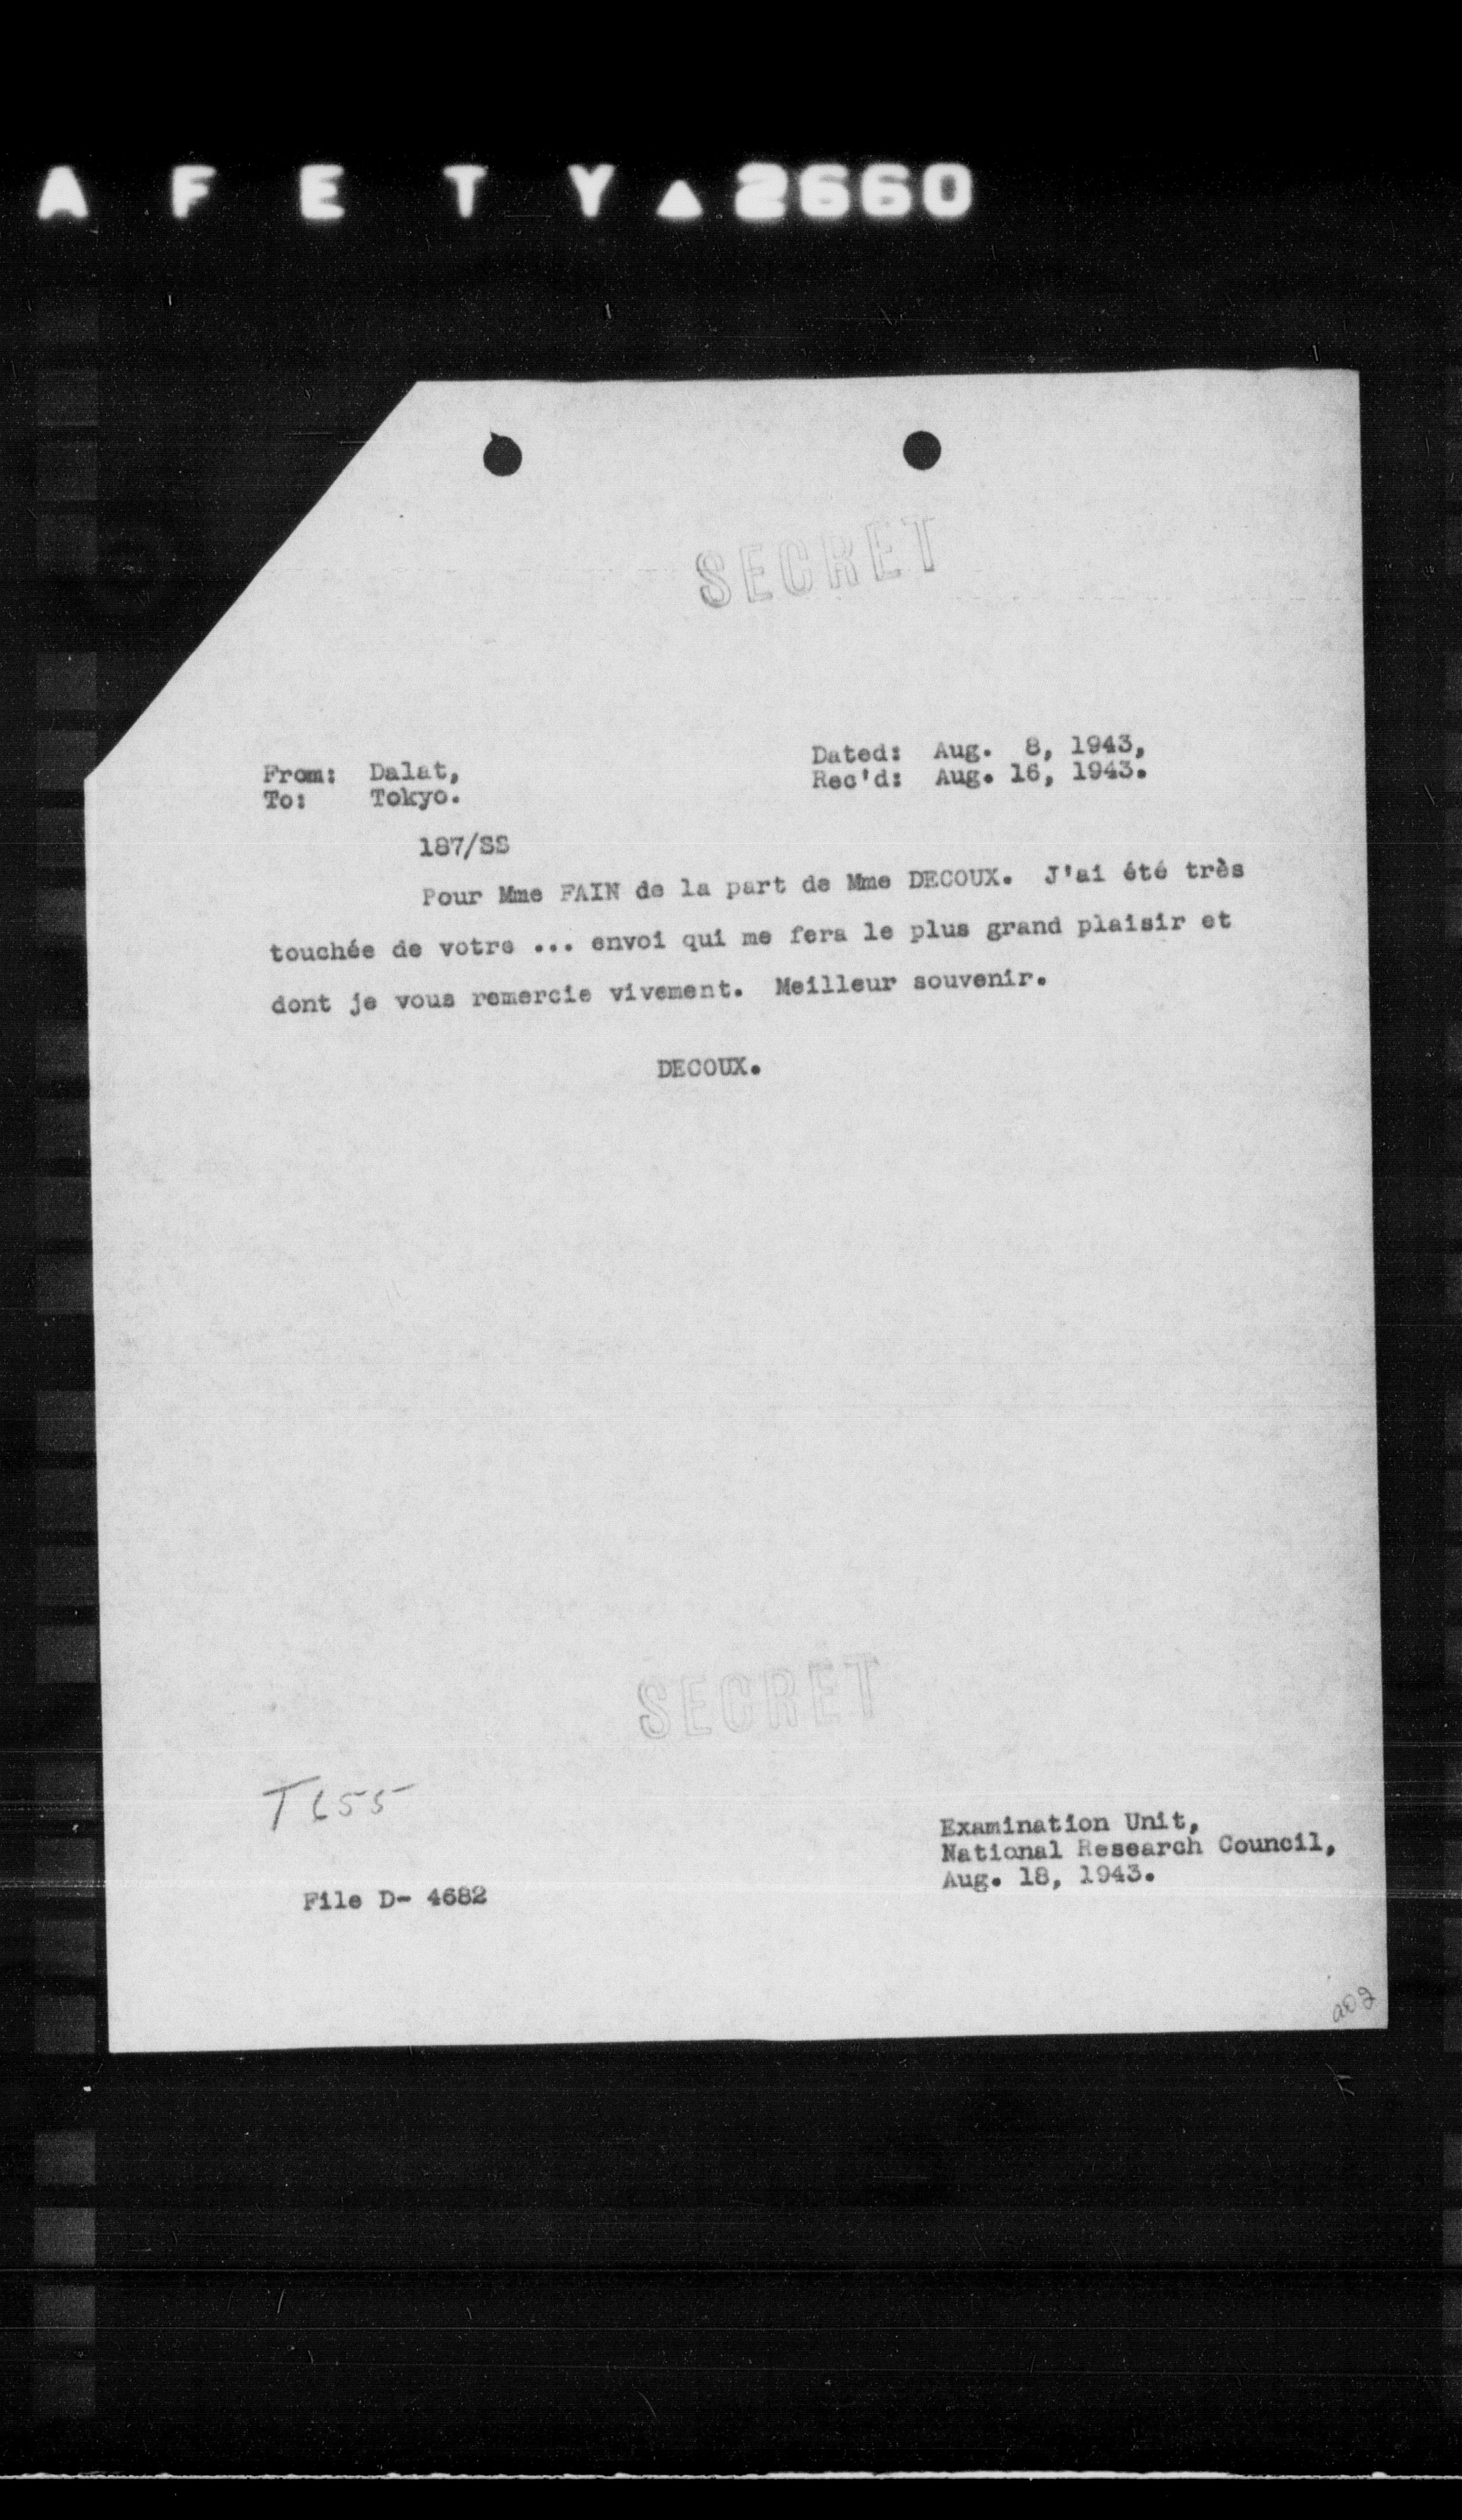 AFETY▲2660
SECRET
From: Dalat,
To: Tokyo.
Dated: Aug. 8, 1943,
Rec'd: Aug. 16, 1943.
187/SS
Pour Mme FAIN de la part de Mme DECOUX. J'ai été très
touchée de votre ... envoi qui me fera le plus grand plaisir et
dont je vous remercie vivement. Meilleur souvenir.
DECOUX.
SECRET
Examination Unit,
National Research Council,
Aug. 18, 1943.
File D- 4682